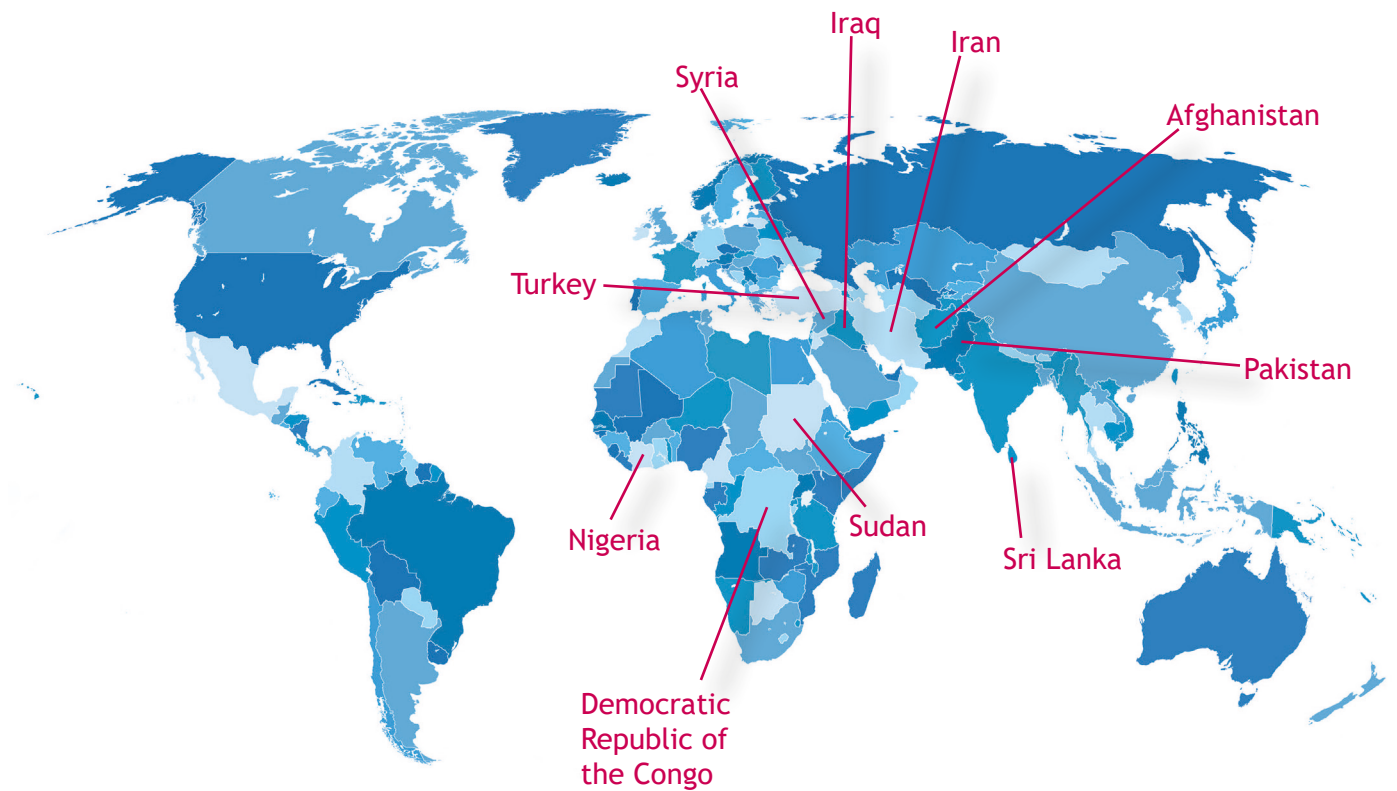 Iraq
Iran
Syria
Afghanistan
Turkey
Pakistan
Nigeria
Sudan
Sri Lanka
Democratic
Republic of
the Congo